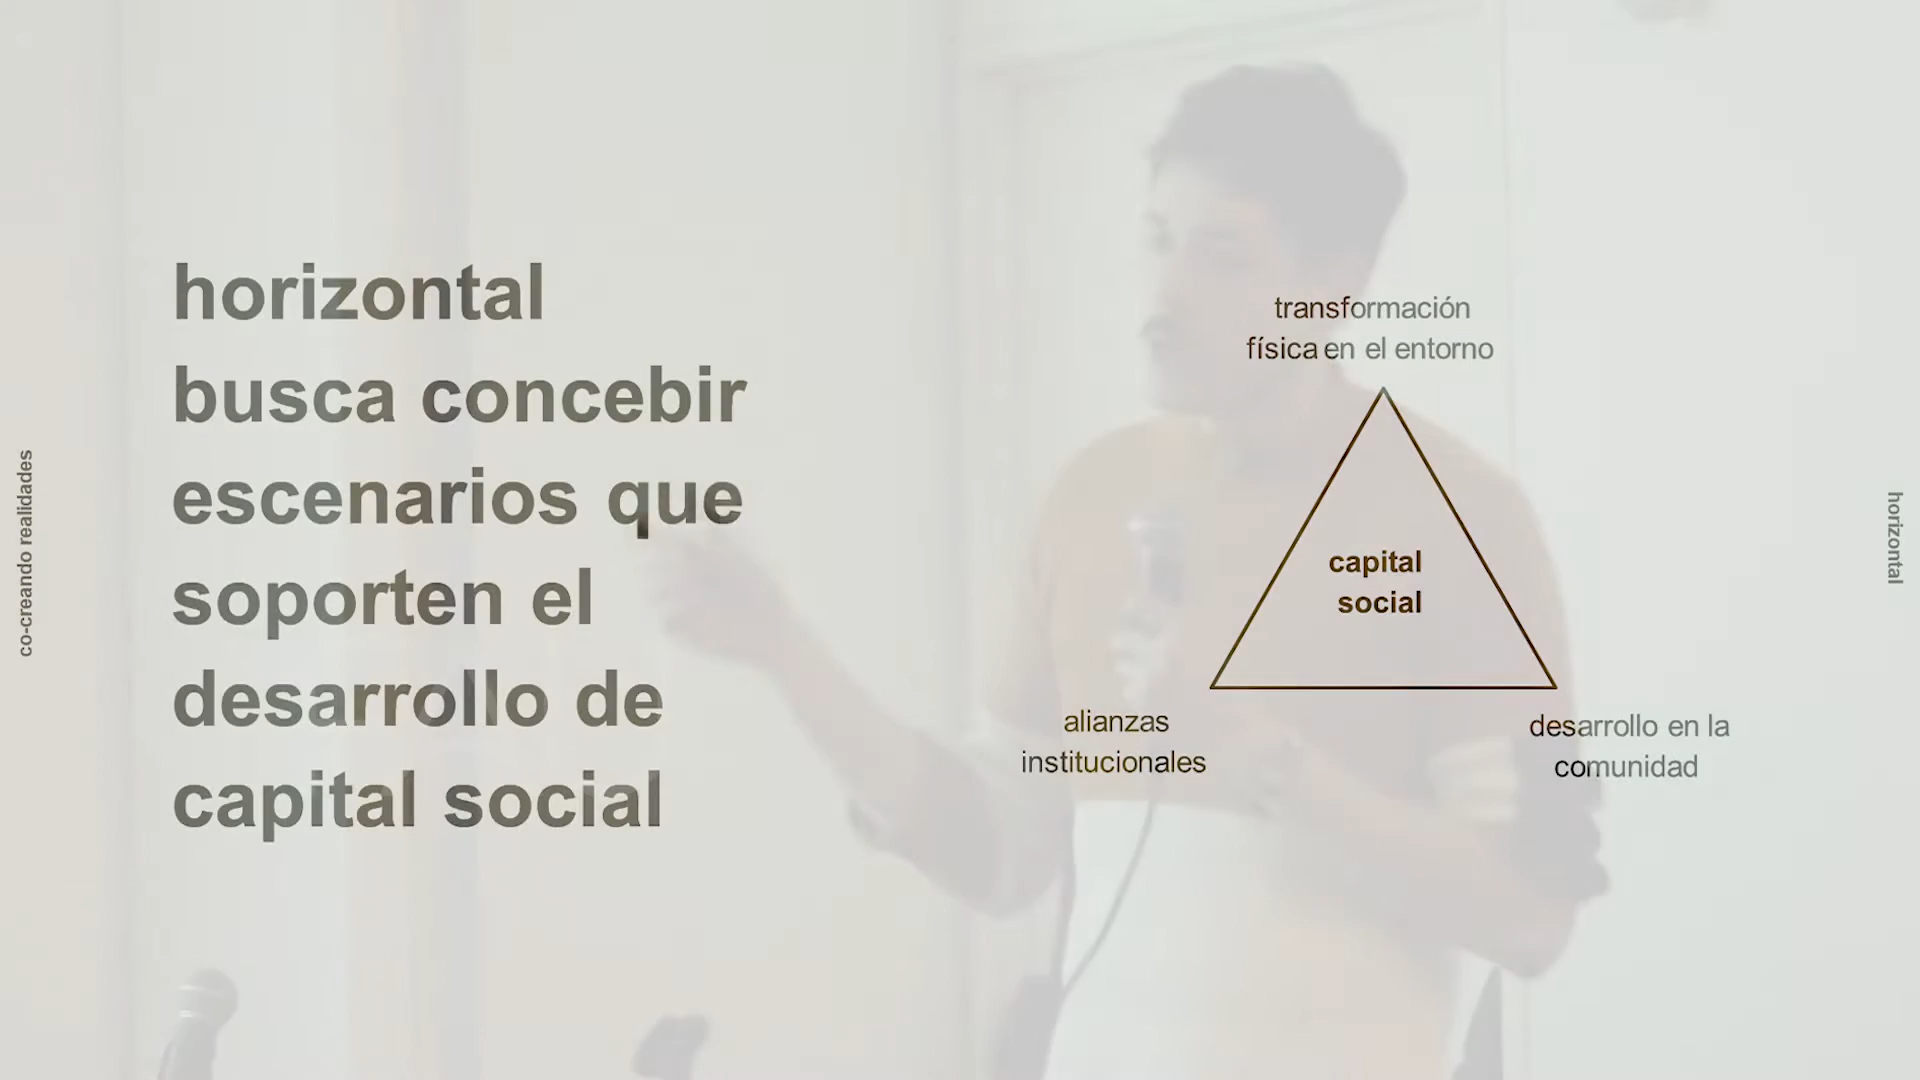 co-creando realidades
horizontal
busca concebir
escenarios que
soporten el
desarrollo de
capital social
transformación
física en el entorno
capital
social
alianzas
institucionales
desarrollo en la
comunidad
horizontal